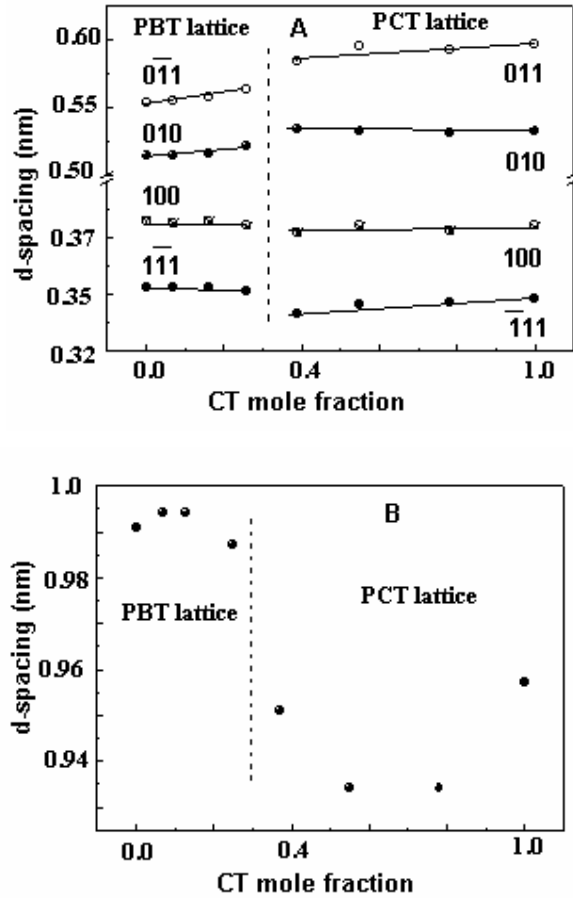 PBT lattice A PCT lattice
0.60
0.55
0.50
0.37
0.35
0.32
d-spacing (nm)
01̅1
010
100
11̅1
011
010
100
1̅11
0.0 0.4 1.0
CT mole fraction
B
1.0
0.98
0.96
0.94
d-spacing (nm)
PBT lattice PCT lattice
0.0 0.4 1.0
CT mole fraction